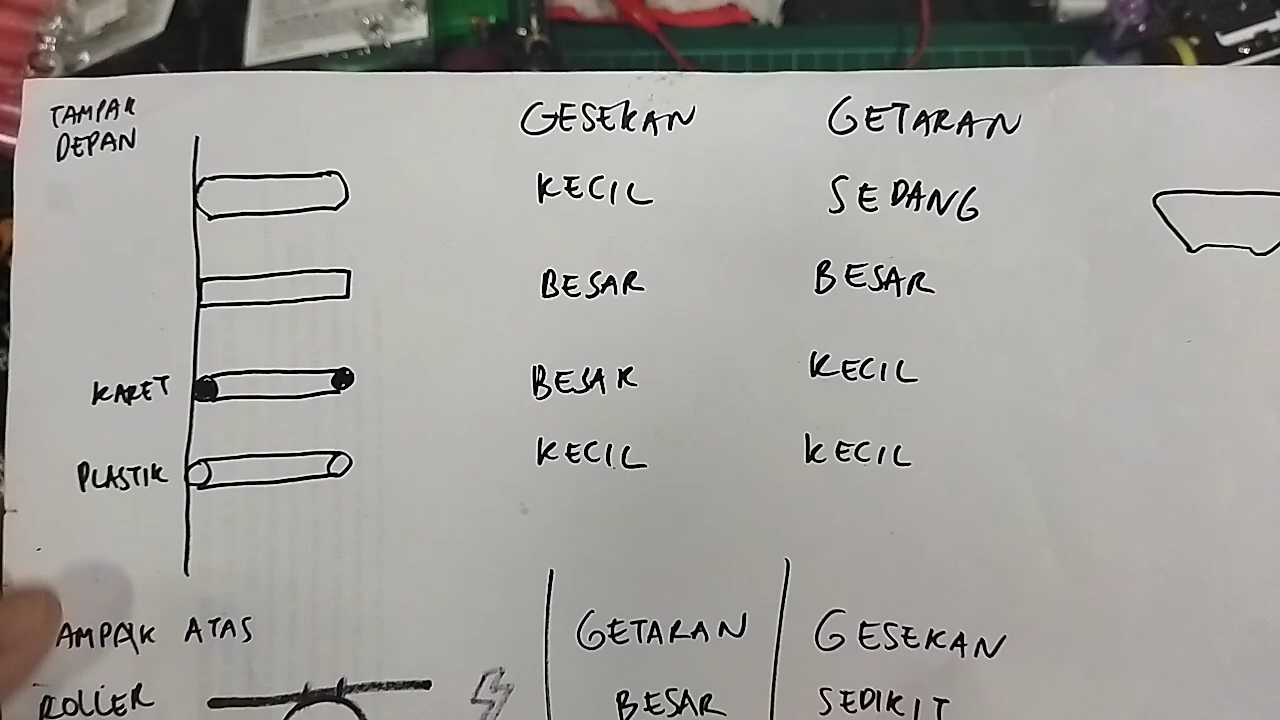 TAMPAK
DEPAN
GESEKAN GETARAN
KECIL SEDANG
BESAR BESAR
KARET BESAR KECIL
PLASTIK KECIL KECIL
AMPAK ATAS GETARAN GESEKAN
ROLLER BESAR SEDIKIT